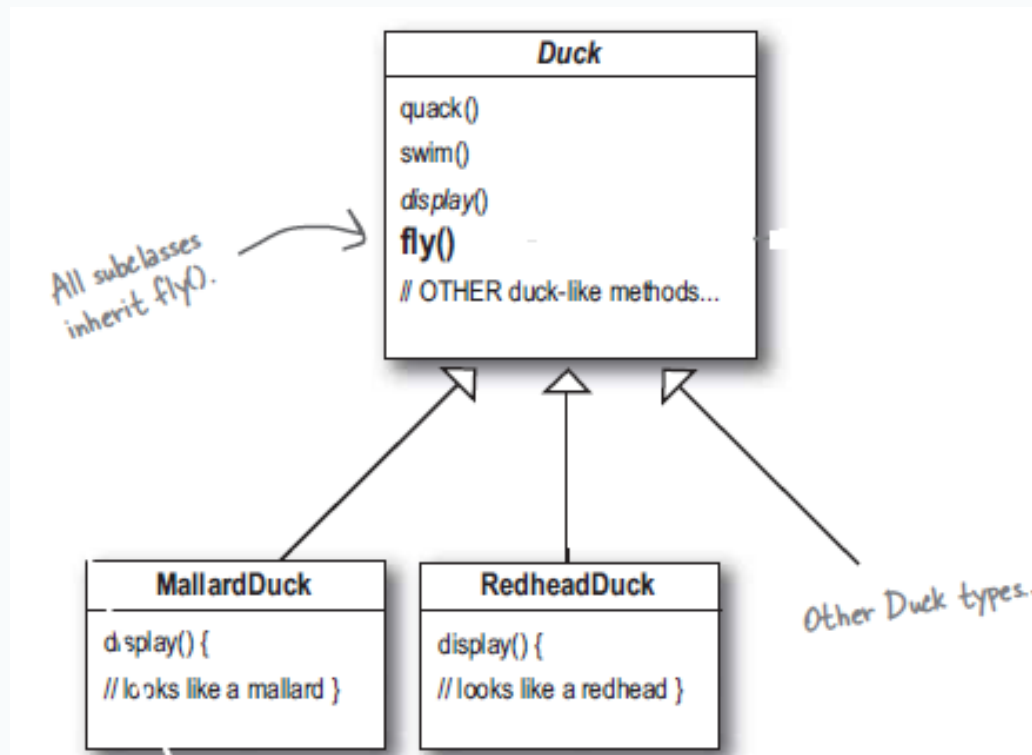 Duck
quack()
swim()
display()
fly()
// OTHER duck-like methods...
All subclasses
inherit fly().
MallardDuck
display() {
// looks like a mallard }
RedheadDuck
display() {
// looks like a redhead }
Other Duck types.